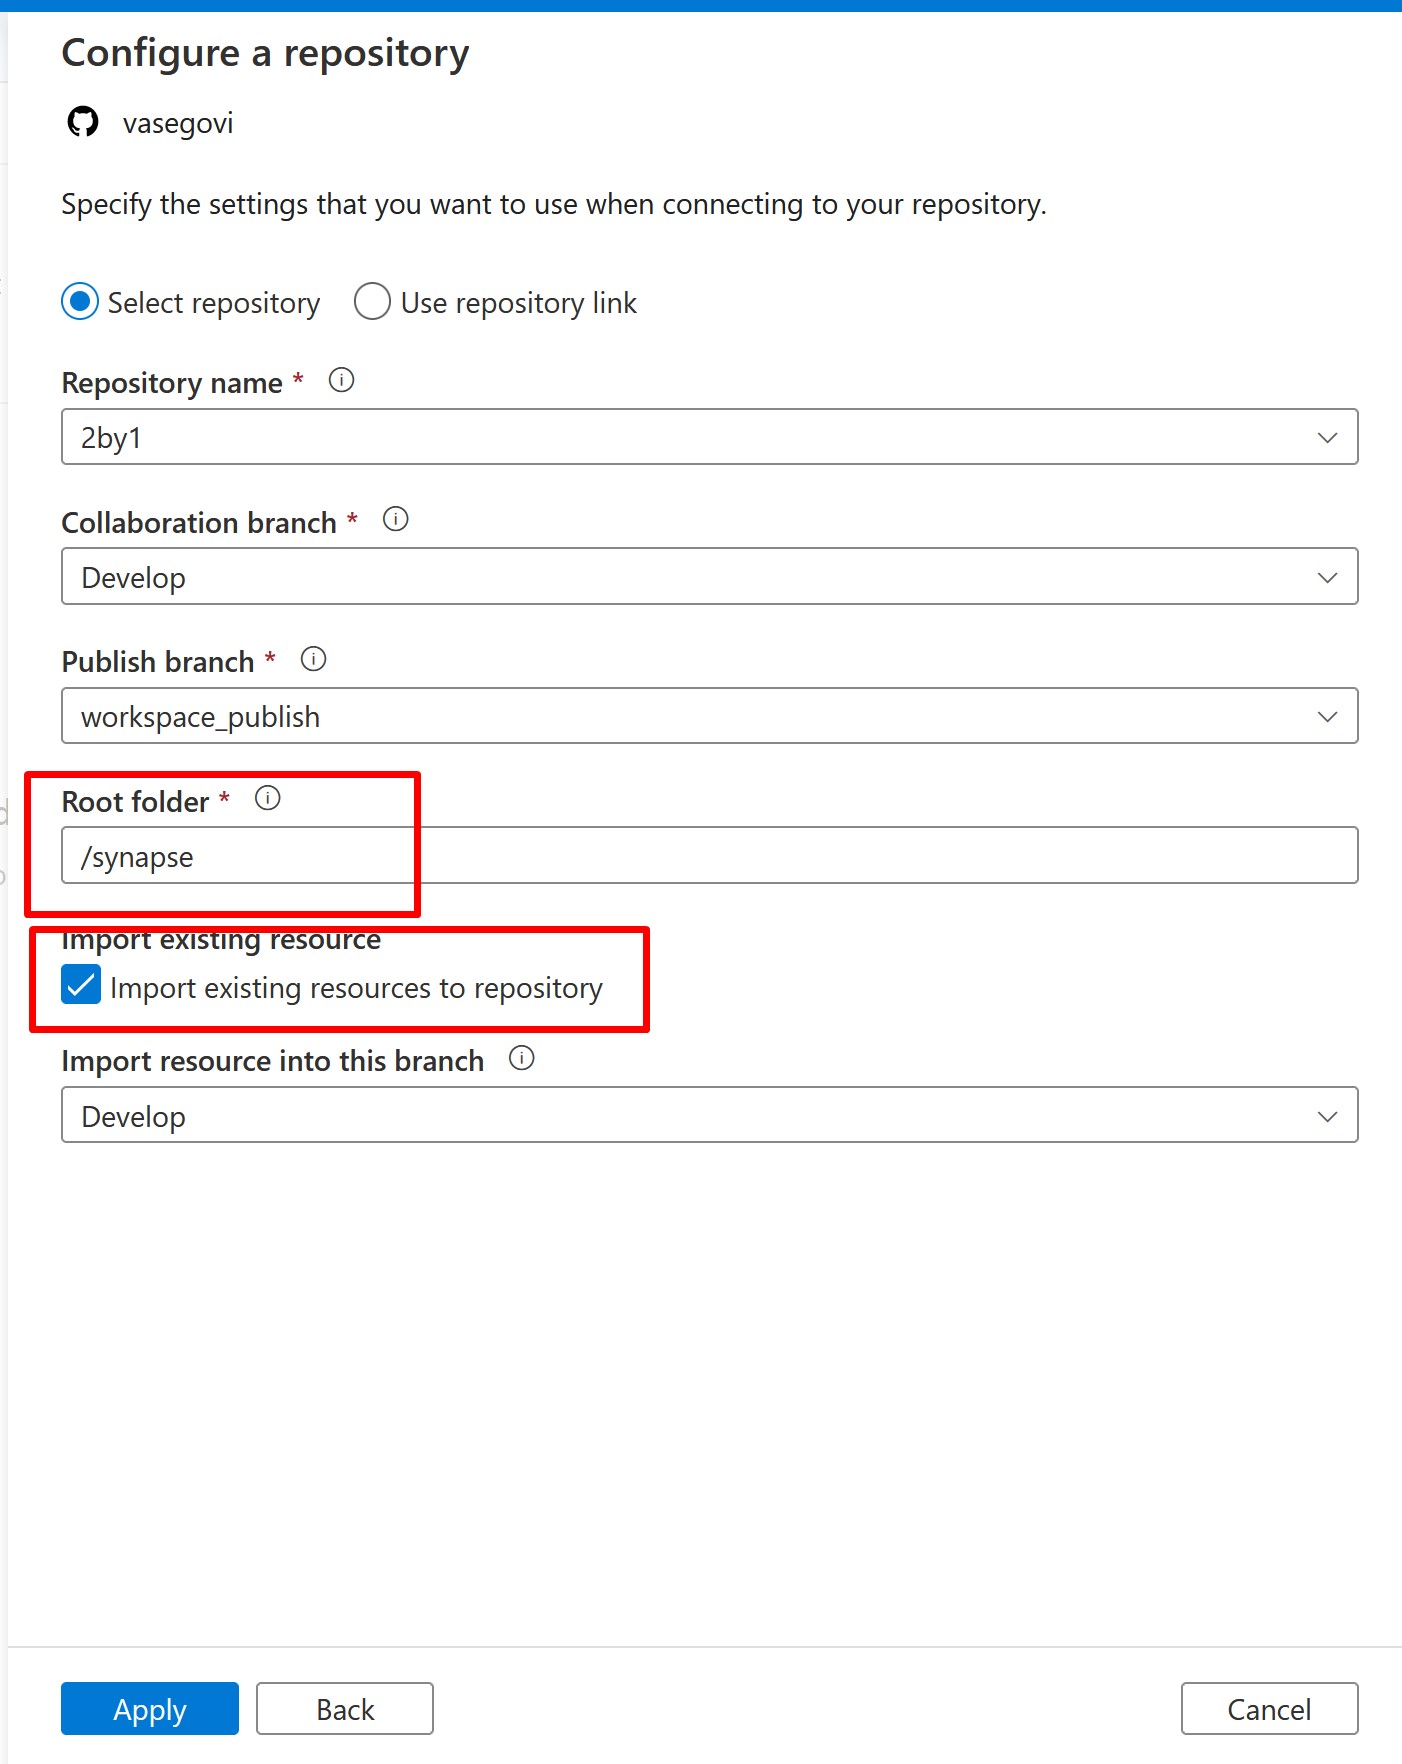 Configure a repository
vasegovi
Specify the settings that you want to use when connecting to your repository.
Select repository Use repository link
Repository name *
2by1
Collaboration branch *
Develop
Publish branch *
workspace_publish
Root folder *
/synapse
Import existing resource
Import existing resources to repository
Import resource into this branch
Develop
Apply Back Cancel